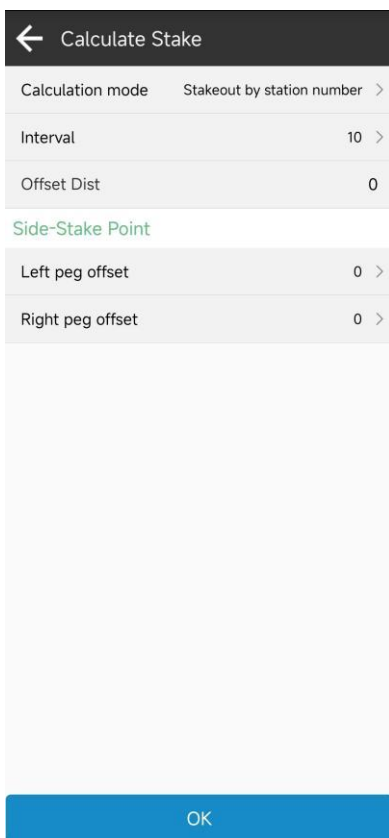 Calculate Stake
Calculation mode Stakeout by station number
Interval 10
Offset Dist 0
Side-Stake Point
Left peg offset 0
Right peg offset 0
OK